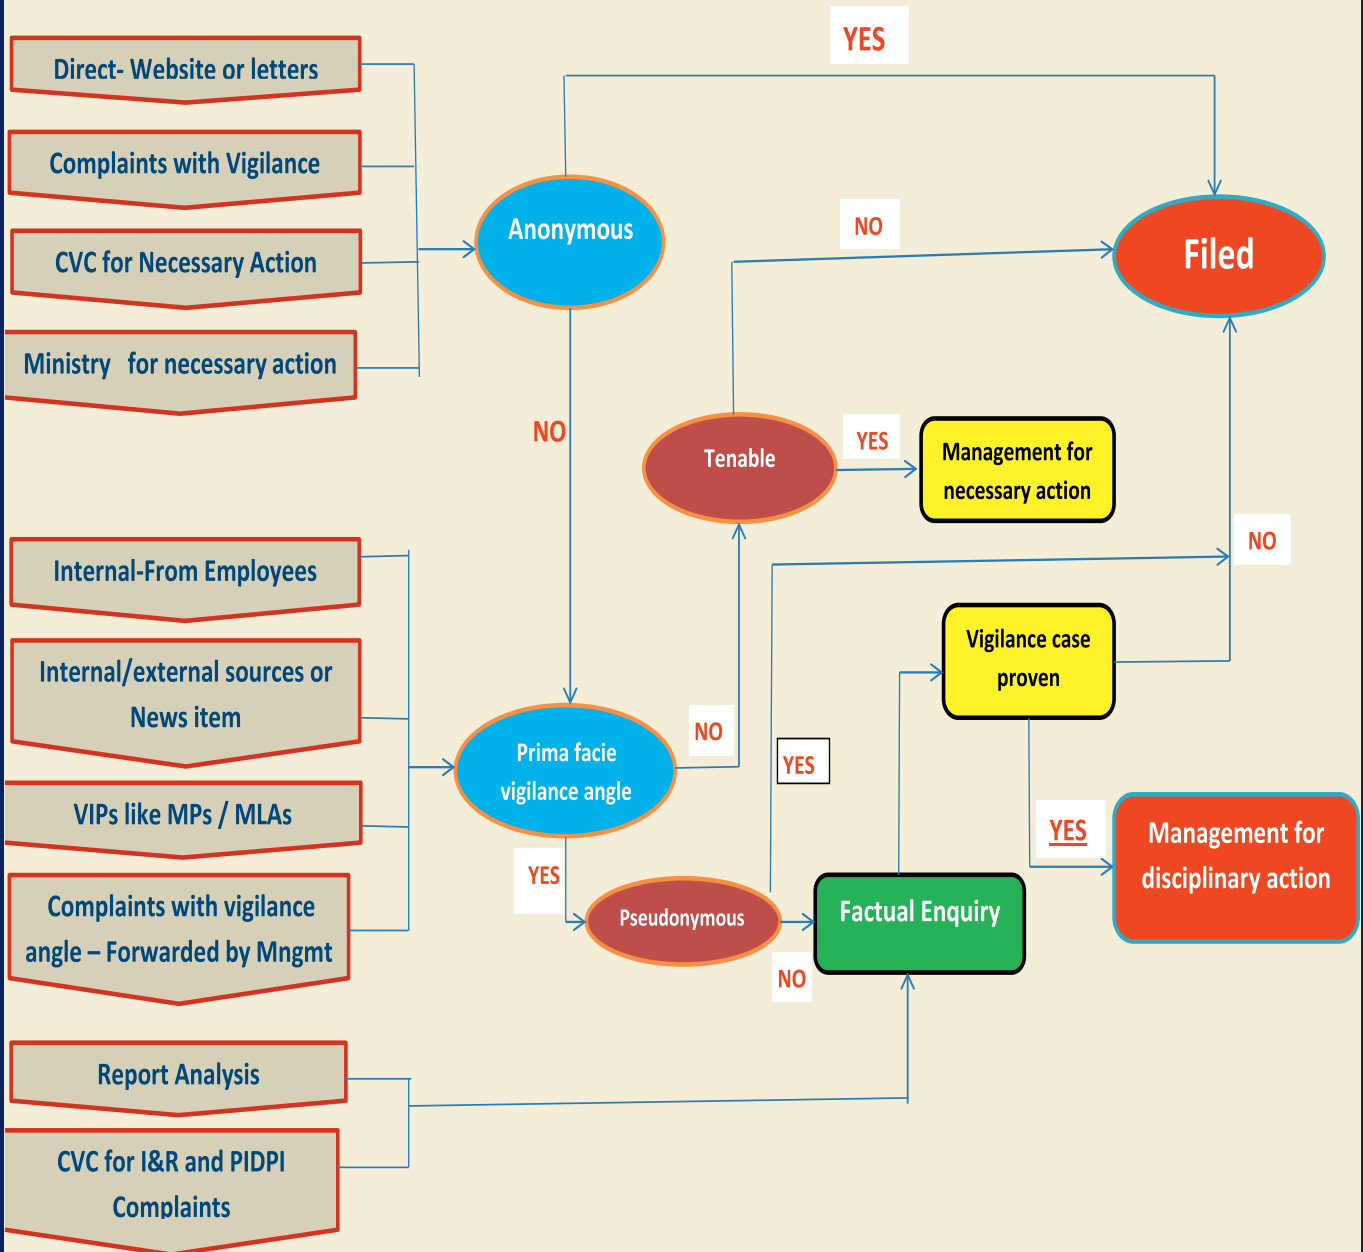 YES
Direct- Website or letters
Complaints with Vigilance
CVC for Necessary Action
Ministry for necessary action
Anonymous
NO
Filed
NO
Tenable
YES
Management for
necessary action
NO
Internal-From Employees
Internal/external sources or
News item
VIPs like MPs / MLAs
Complaints with vigilance
angle – Forwarded by Mngmt
Prima facie
vigilance angle
NO
YES
Vigilance case
proven
YES
Pseudonymous
NO
Factual Enquiry
YES
Management for
disciplinary action
Report Analysis
CVC for I&R and PIDPI
Complaints